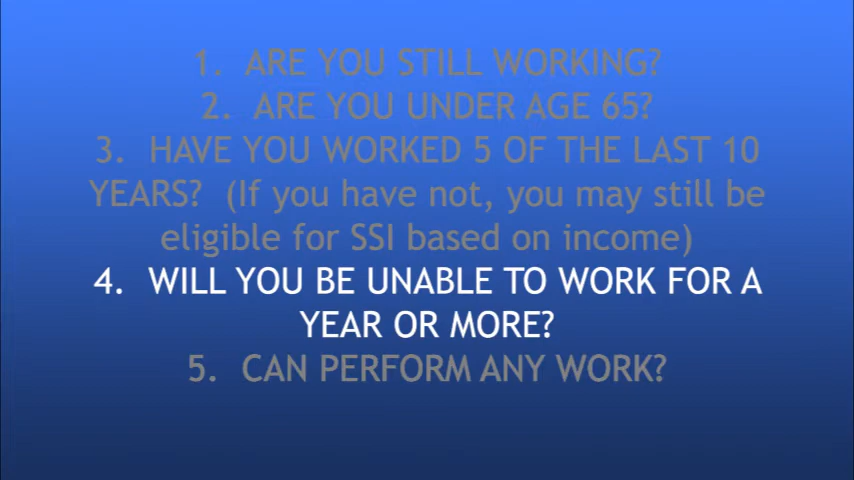 1. ARE YOU STILL WORKING?
2. ARE YOU UNDER AGE 65?
3. HAVE YOU WORKED 5 OF THE LAST 10
YEARS? (If you have not, you may still be
eligible for SSI based on income)
4. WILL YOU BE UNABLE TO WORK FOR A
YEAR OR MORE?
5. CAN PERFORM ANY WORK?